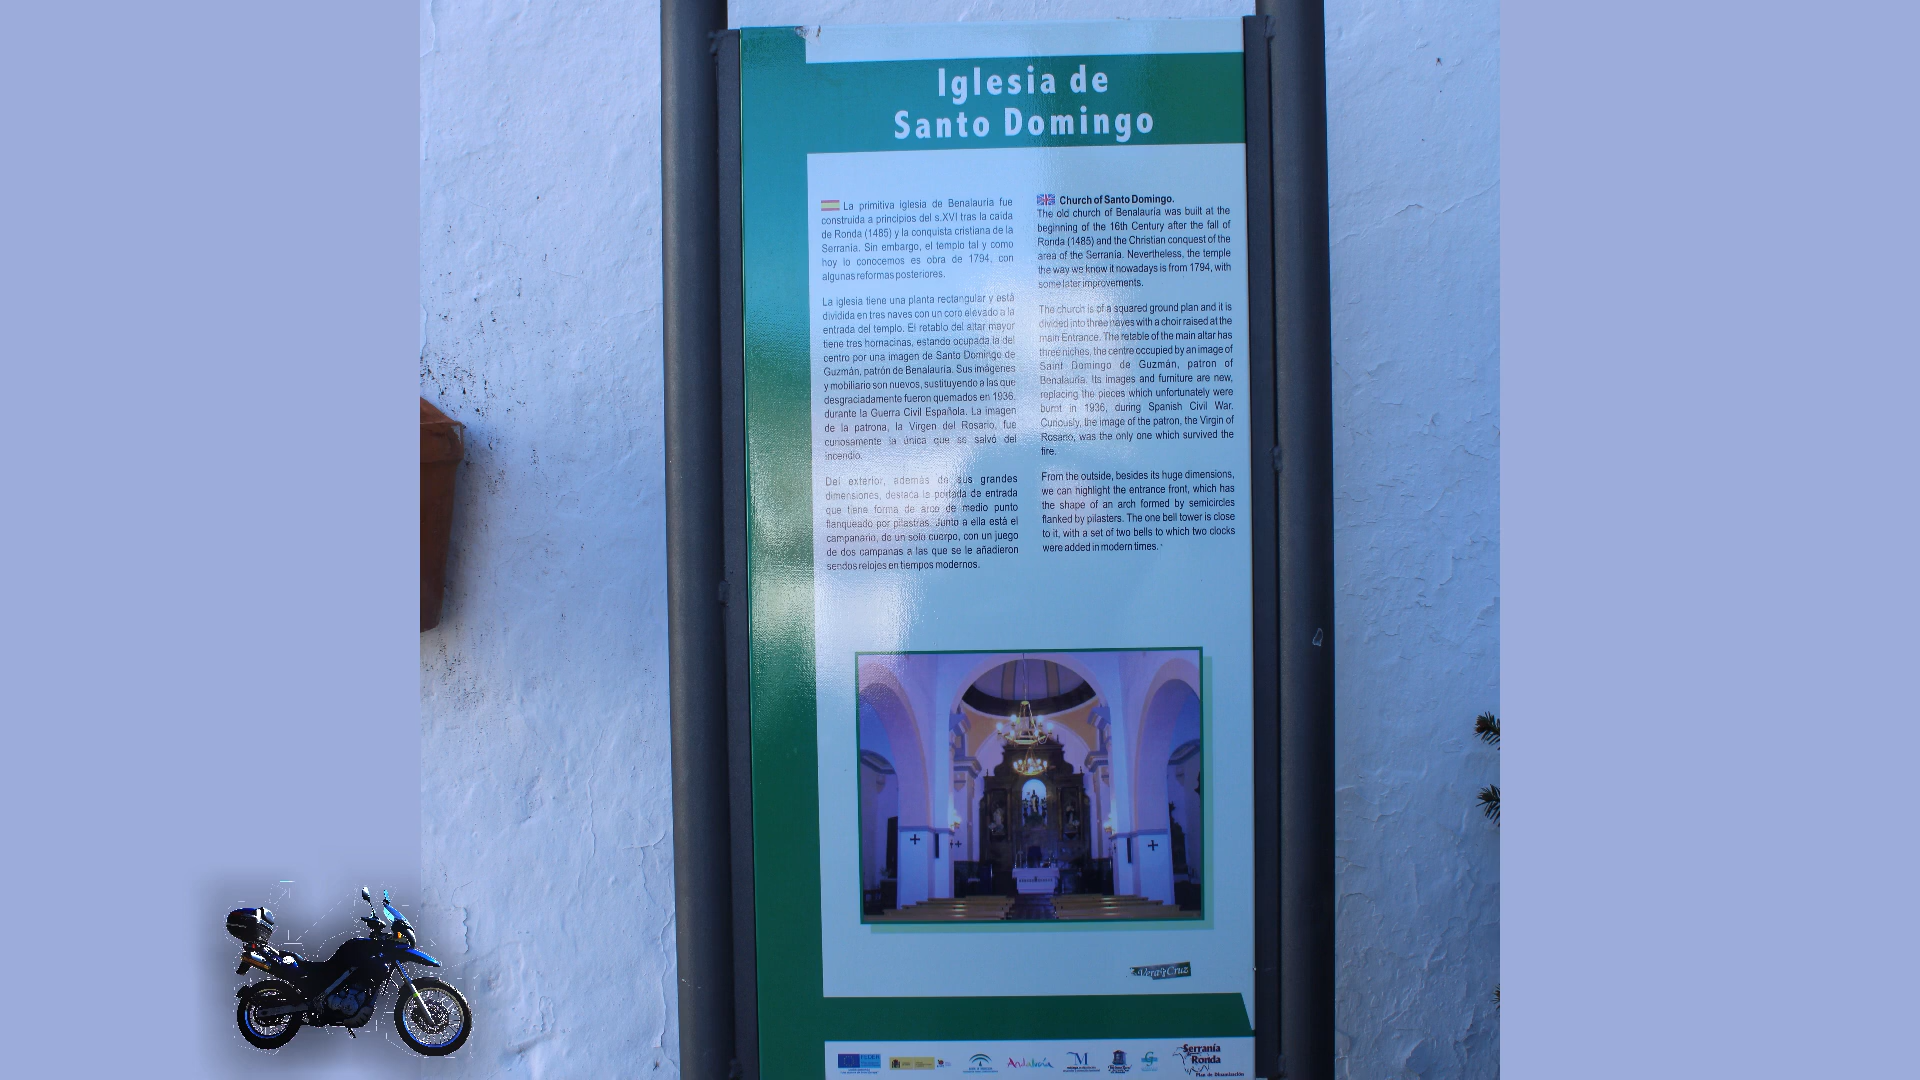 Iglesia de
Santo Domingo
La primitiva iglesia de Benalauría fue
construida a principios del s.XVI tras la caída
de Ronda (1485) y la conquista cristiana de la
Serranía. Sin embargo, el templo tal y como
hoy lo conocemos es obra de 1794, con
algunas reformas posteriores.
La iglesia tiene una planta rectangular y está
dividida en tres naves con un coro elevado a la
entrada del templo. El retablo del altar mayor
tiene tres hornacinas, estando ocupada la del
centro por una imagen de Santo Domingo de
Guzmán, patrón de Benalauría. Sus imágenes
y mobiliario son nuevos, sustituyendo a las que
desgraciadamente fueron quemados en 1936,
durante la Guerra Civil Española. La imagen
de la patrona, la Virgen del Rosario, fue
curiosamente la única que se salvó del
incendio.
Del exterior, además de sus grandes
dimensiones, destaca la portada de entrada
que tiene forma de arco de medio punto
flanqueado por pilastras. Junto a ella está el
campanario, de un solo cuerpo, con un juego
de dos campanas a las que se le añadieron
sendos relojes en tiempos modernos.
Church of Santo Domingo.
The old church of Benalauría was built at the
beginning of the 16th Century after the fall of
Ronda (1485) and the Christian conquest of the
area of the Serranía. Nevertheless, the temple
the way we know it nowadays is from 1794, with
some later improvements.
The church is of a squared ground plan and it is
divided into three naves with a choir raised at the
main Entrance. The retable of the main altar has
three niches, the centre occupied by an image of
Saint Domingo de Guzmán, patron of
Benalauría. Its images and furniture are new,
replacing the pieces which unfortunately were
burnt in 1936, during Spanish Civil War.
Curiously, the image of the patron, the Virgin of
Rosario, was the only one which survived the
fire.
From the outside, besides its huge dimensions,
we can highlight the entrance front, which has
the shape of an arch formed by semicircles
flanked by pilasters. The one bell tower is close
to it, with a set of two bells to which two clocks
were added in modern times.
Vera Cruz
FEDER
Andalucía
Serranía
Ronda
Plan de Dinamización